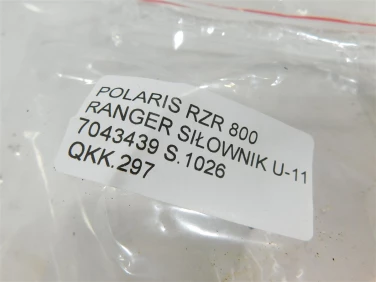 POLARIS RZR 800
RANGER SIŁOWNIK U-11
7043439 S.1026
QKK.297